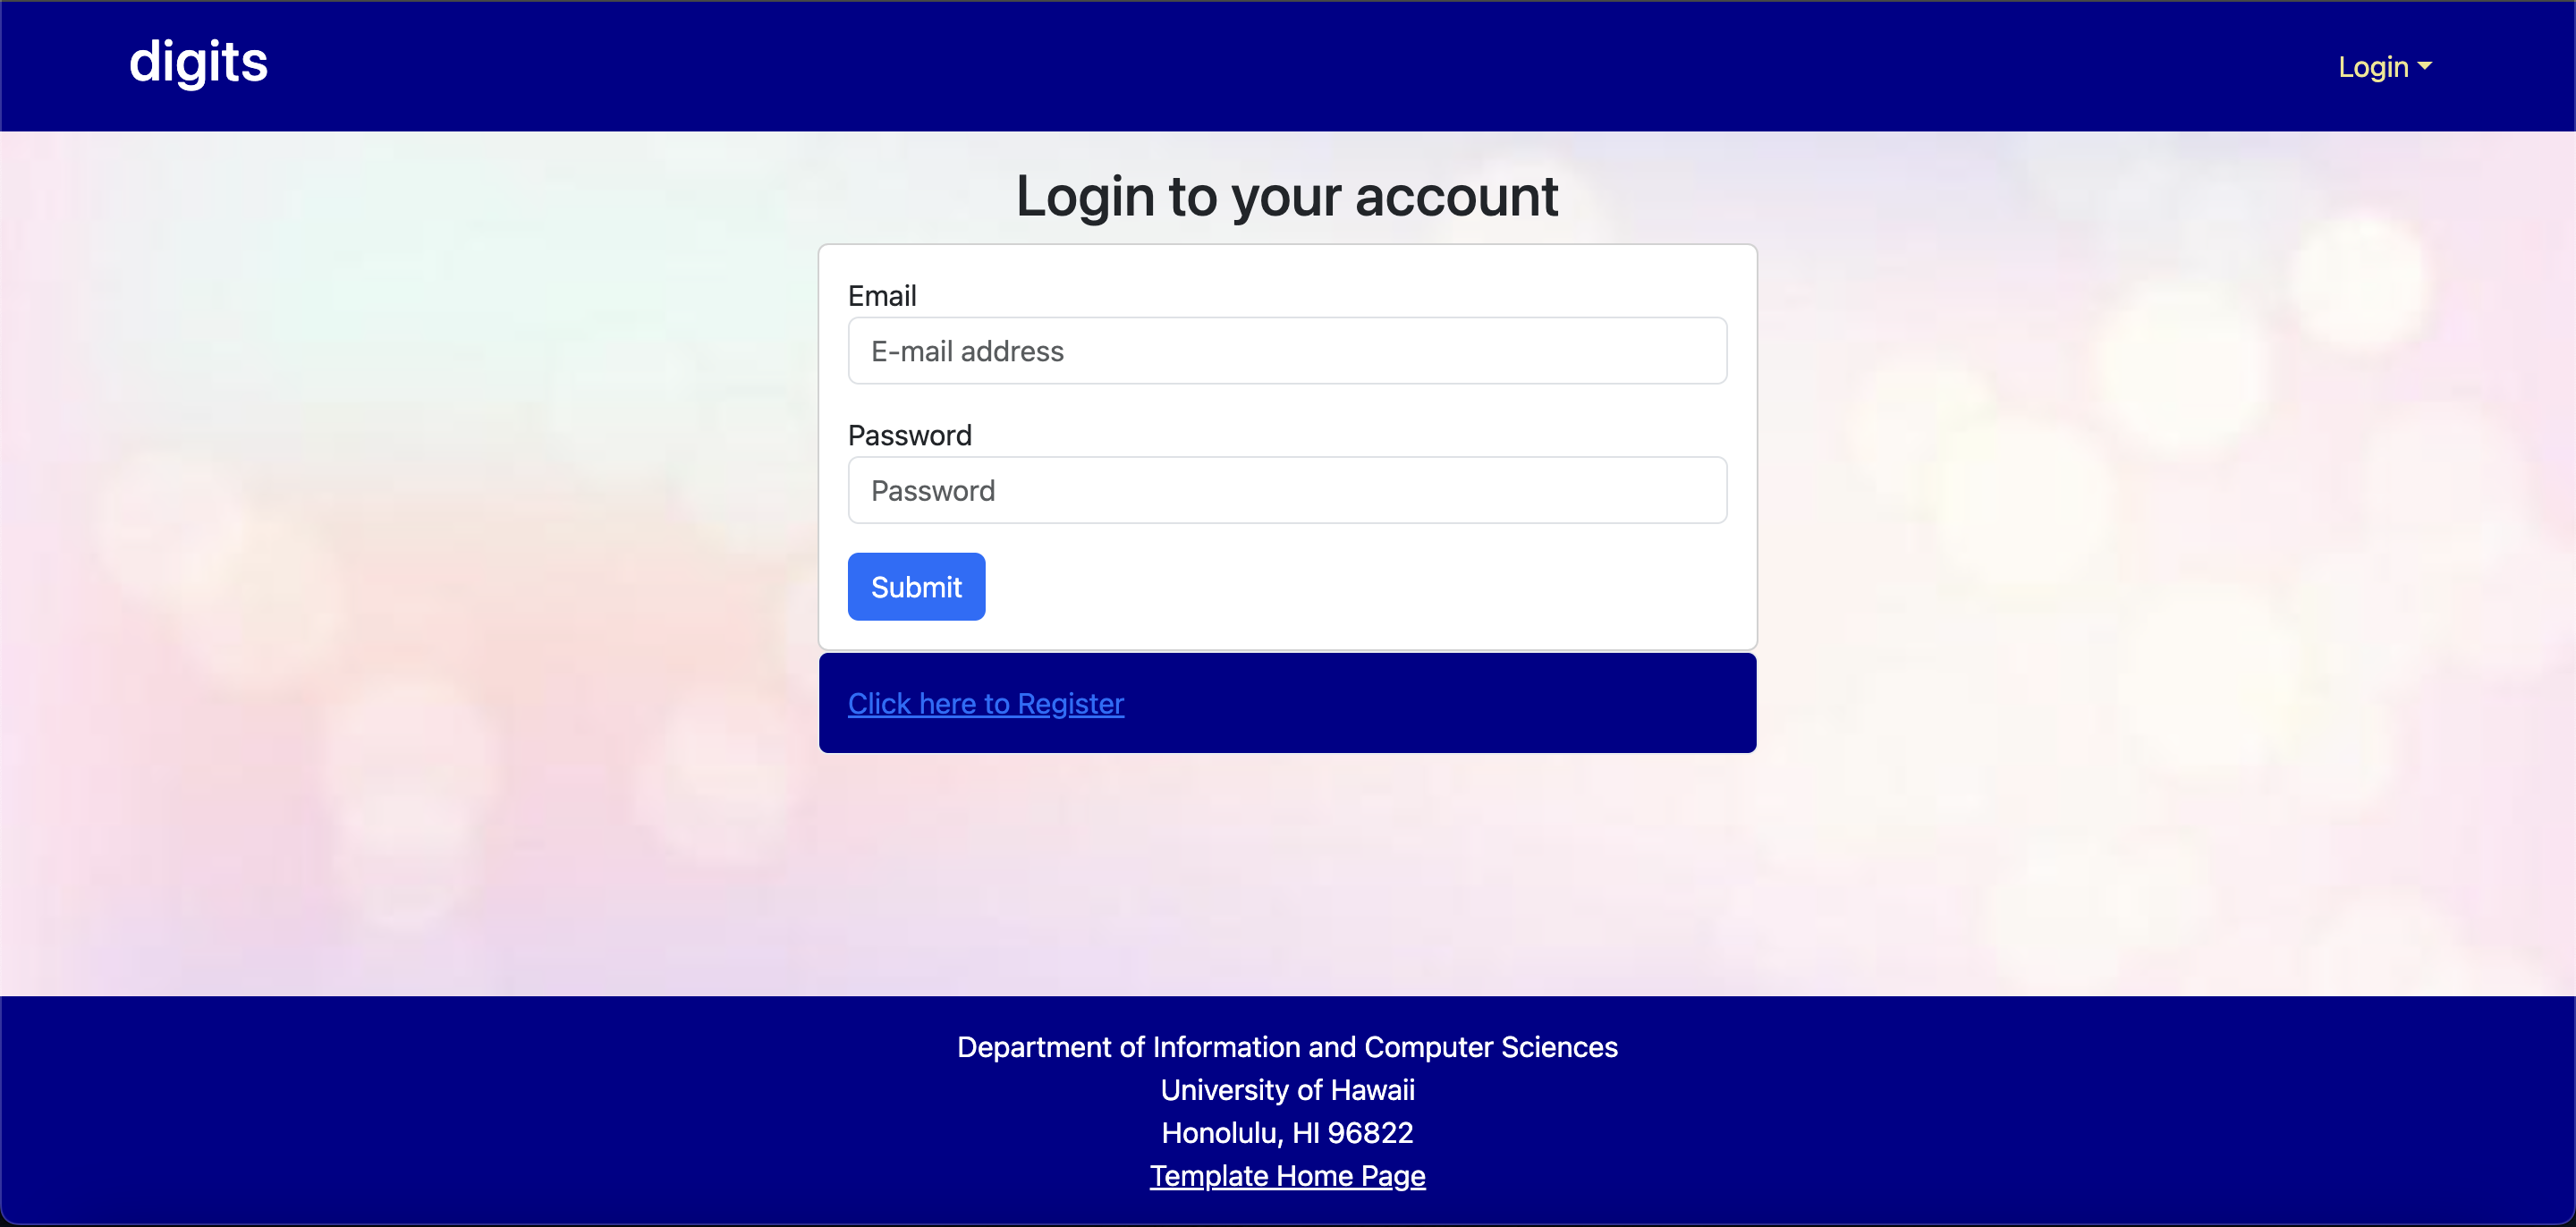 digits
Login
Login to your account
Email
E-mail address
Password
Password
Submit
Click here to Register
Department of Information and Computer Sciences
University of Hawaii
Honolulu, HI 96822
Template Home Page